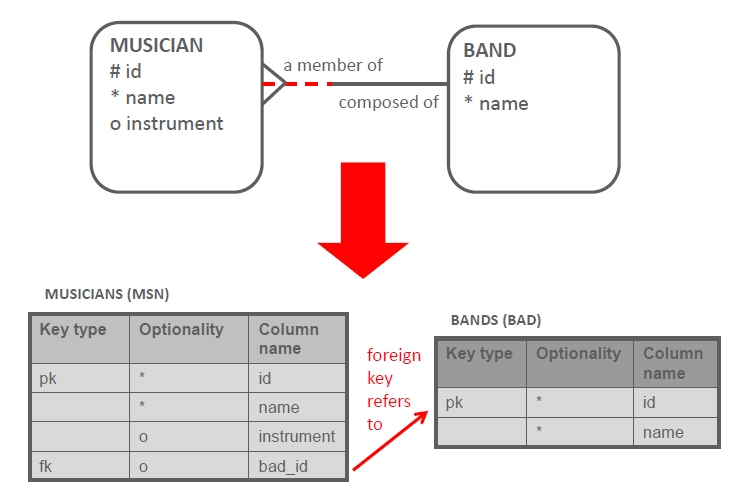 MUSICIAN
# id
* name
o instrument
a member of
composed of
BAND
# id
* name
MUSICIANS (MSN)
Key type Optionality Column name
pk * id
* name
o instrument
fk o bad_id
foreign
key
refers
to
BANDS (BAD)
Key type Optionality Column name
pk * id
* name